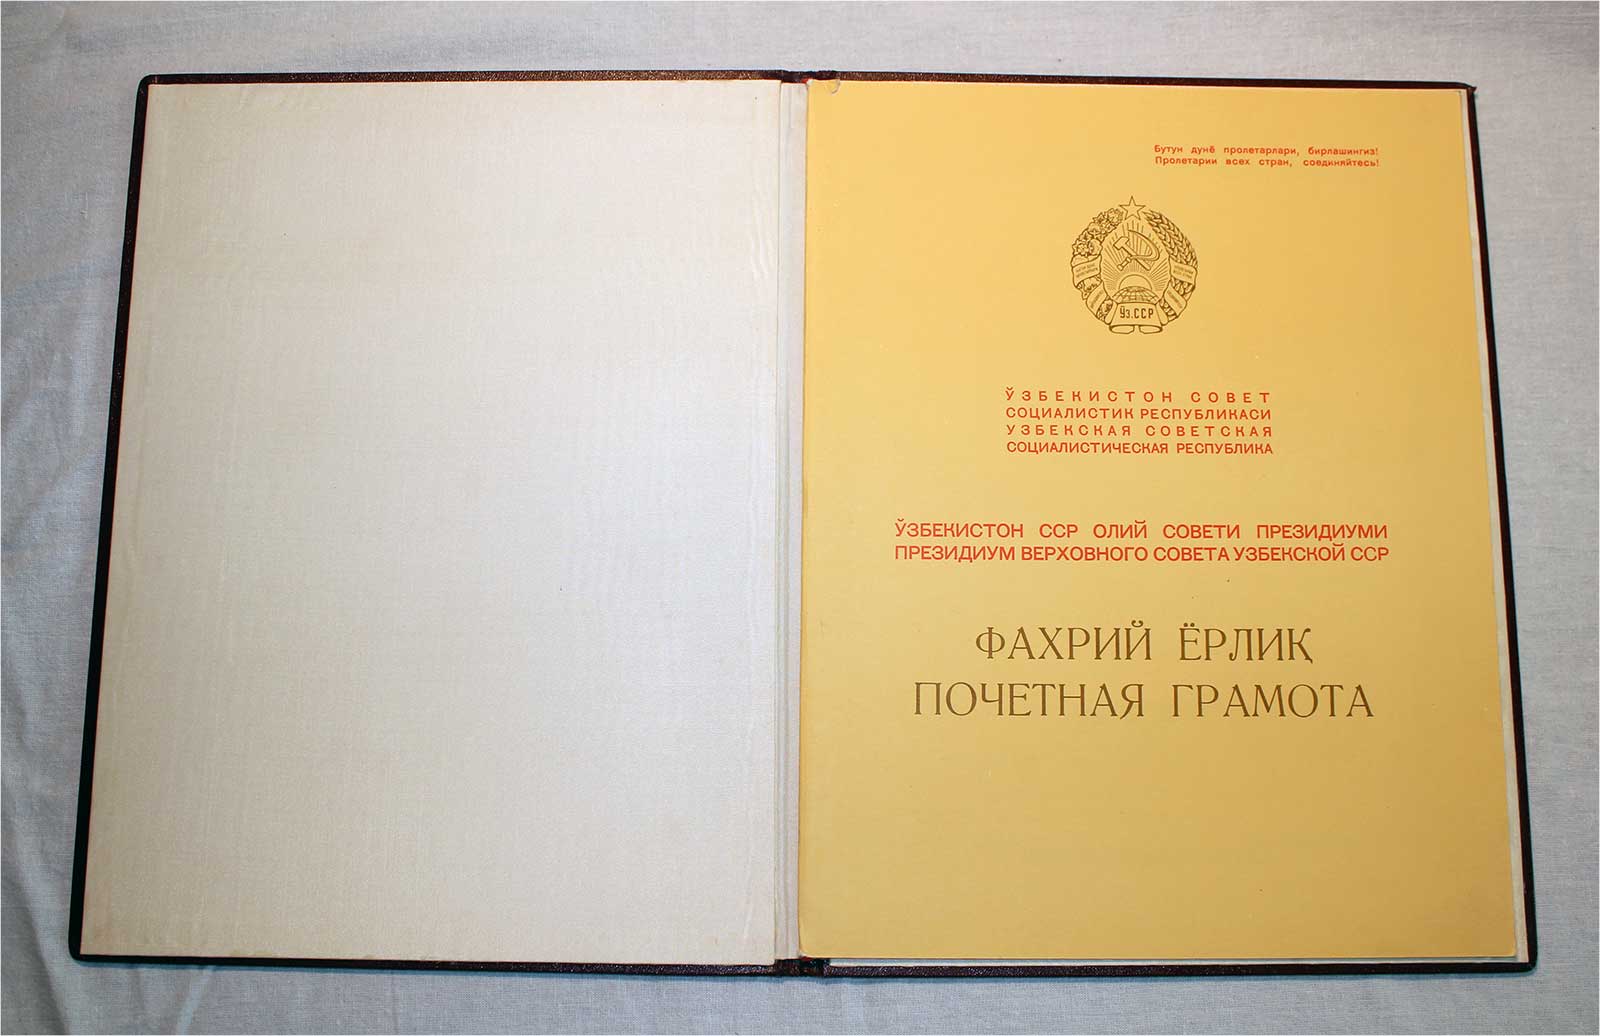 Бутун дунё пролетарлари, бирлашингиз!
Пролетарии всех стран, соединяйтесь!
Ўз.ССР
ЎЗБЕКИСТОН СОВЕТ
СОЦИАЛИСТИК РЕСПУБЛИКАСИ
УЗБЕКСКАЯ СОВЕТСКАЯ
СОЦИАЛИСТИЧЕСКАЯ РЕСПУБЛИКА
ЎЗБЕКИСТОН ССР ОЛИЙ СОВЕТИ ПРЕЗИДИУМИ
ПРЕЗИДИУМ ВЕРХОВНОГО СОВЕТА УЗБЕКСКОЙ ССР
ФАХРИЙ ЁРЛИҚ
ПОЧЕТНАЯ ГРАМОТА